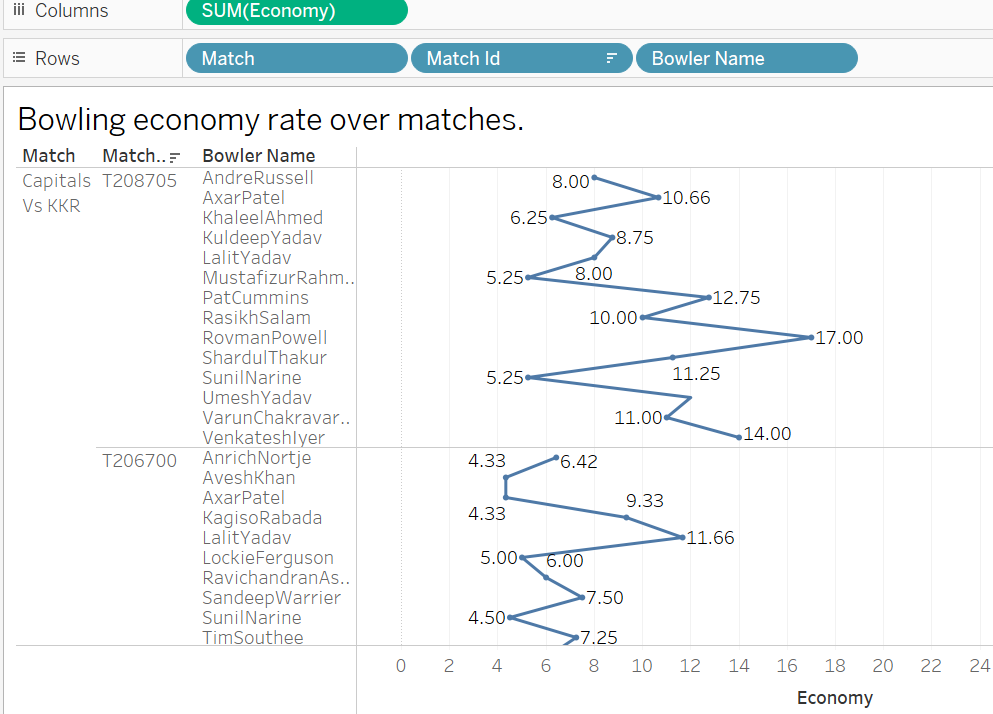 Columns SUM(Economy)
Rows Match Match Id Bowler Name
Bowling economy rate over matches.
Match Match.. Bowler Name
Capitals Vs KKR T208705 AndreRussell 8.00
AxarPatel 10.66
KhaleelAhmed 6.25
KuldeepYadav 8.75
LalitYadav 8.00
MustafizurRahm.. 5.25
PatCummins 12.75
RasikhSalam 10.00
RovmanPowell 17.00
ShardulThakur 11.25
SunilNarine 5.25
UmeshYadav
VarunChakravar.. 11.00
VenkateshIyer 14.00
T206700 AnrichNortje 6.42
AveshKhan 4.33
AxarPatel 4.33
KagisoRabada 9.33
LalitYadav 11.66
LockieFerguson 5.00
RavichandranAs.. 6.00
SandeepWarrier 7.50
SunilNarine 4.50
TimSouthee 7.25
0 2 4 6 8 10 12 14 16 18 20 22 24
Economy